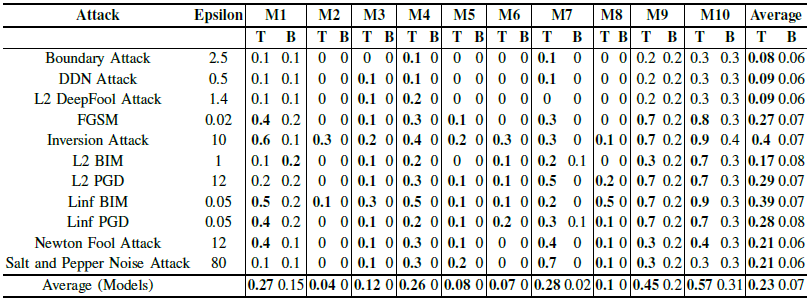 Attack Epsilon M1 M2 M3 M4 M5 M6 M7 M8 M9 M10 Average
T B T B T B T B T B T B T B T B T B T B T B
Boundary Attack 2.5 0.1 0.1 0 0 0 0 0.1 0 0 0 0 0 0.1 0 0 0 0.2 0.2 0.3 0.3 0.08 0.06
DDN Attack 0.5 0.1 0.1 0 0 0.1 0 0.1 0 0 0 0 0 0.1 0 0 0 0.2 0.2 0.3 0.3 0.09 0.06
L2 DeepFool Attack 1.4 0.1 0.1 0 0 0.1 0 0.2 0 0 0 0 0 0 0 0 0 0.2 0.2 0.3 0.3 0.09 0.06
FGSM 0.02 0.4 0.2 0 0 0.1 0 0.3 0 0.1 0 0 0 0.3 0 0 0 0.7 0.2 0.8 0.3 0.27 0.07
Inversion Attack 10 0.6 0.1 0.3 0 0.2 0 0.4 0 0.2 0 0.3 0 0.3 0 0.1 0 0.7 0.2 0.9 0.4 0.4 0.07
L2 BIM 1 0.1 0.2 0 0 0.1 0 0.2 0 0 0 0.1 0 0.2 0.1 0 0 0.3 0.2 0.7 0.3 0.17 0.08
L2 PGD 12 0.2 0.2 0 0 0.1 0 0.3 0 0.1 0 0.1 0 0.5 0 0.2 0 0.7 0.2 0.7 0.3 0.29 0.07
Linf BIM 0.05 0.5 0.2 0.1 0 0.3 0 0.5 0 0.1 0 0.1 0 0.2 0 0.5 0 0.7 0.2 0.9 0.3 0.39 0.07
Linf PGD 0.05 0.4 0.2 0 0 0.1 0 0.2 0 0.1 0 0.2 0 0.3 0.1 0.1 0 0.7 0.2 0.7 0.3 0.28 0.08
Newton Fool Attack 12 0.4 0.1 0 0 0.1 0 0.3 0 0.1 0 0 0 0.4 0 0.1 0 0.3 0.2 0.4 0.3 0.21 0.06
Salt and Pepper Noise Attack 80 0.1 0.1 0 0 0.1 0 0.3 0 0.2 0 0 0 0.7 0 0.1 0 0.3 0.2 0.3 0.3 0.21 0.06
Average (Models) 0.27 0.15 0.04 0 0.12 0 0.26 0 0.08 0 0.07 0 0.28 0.02 0.1 0 0.45 0.2 0.57 0.31 0.23 0.07